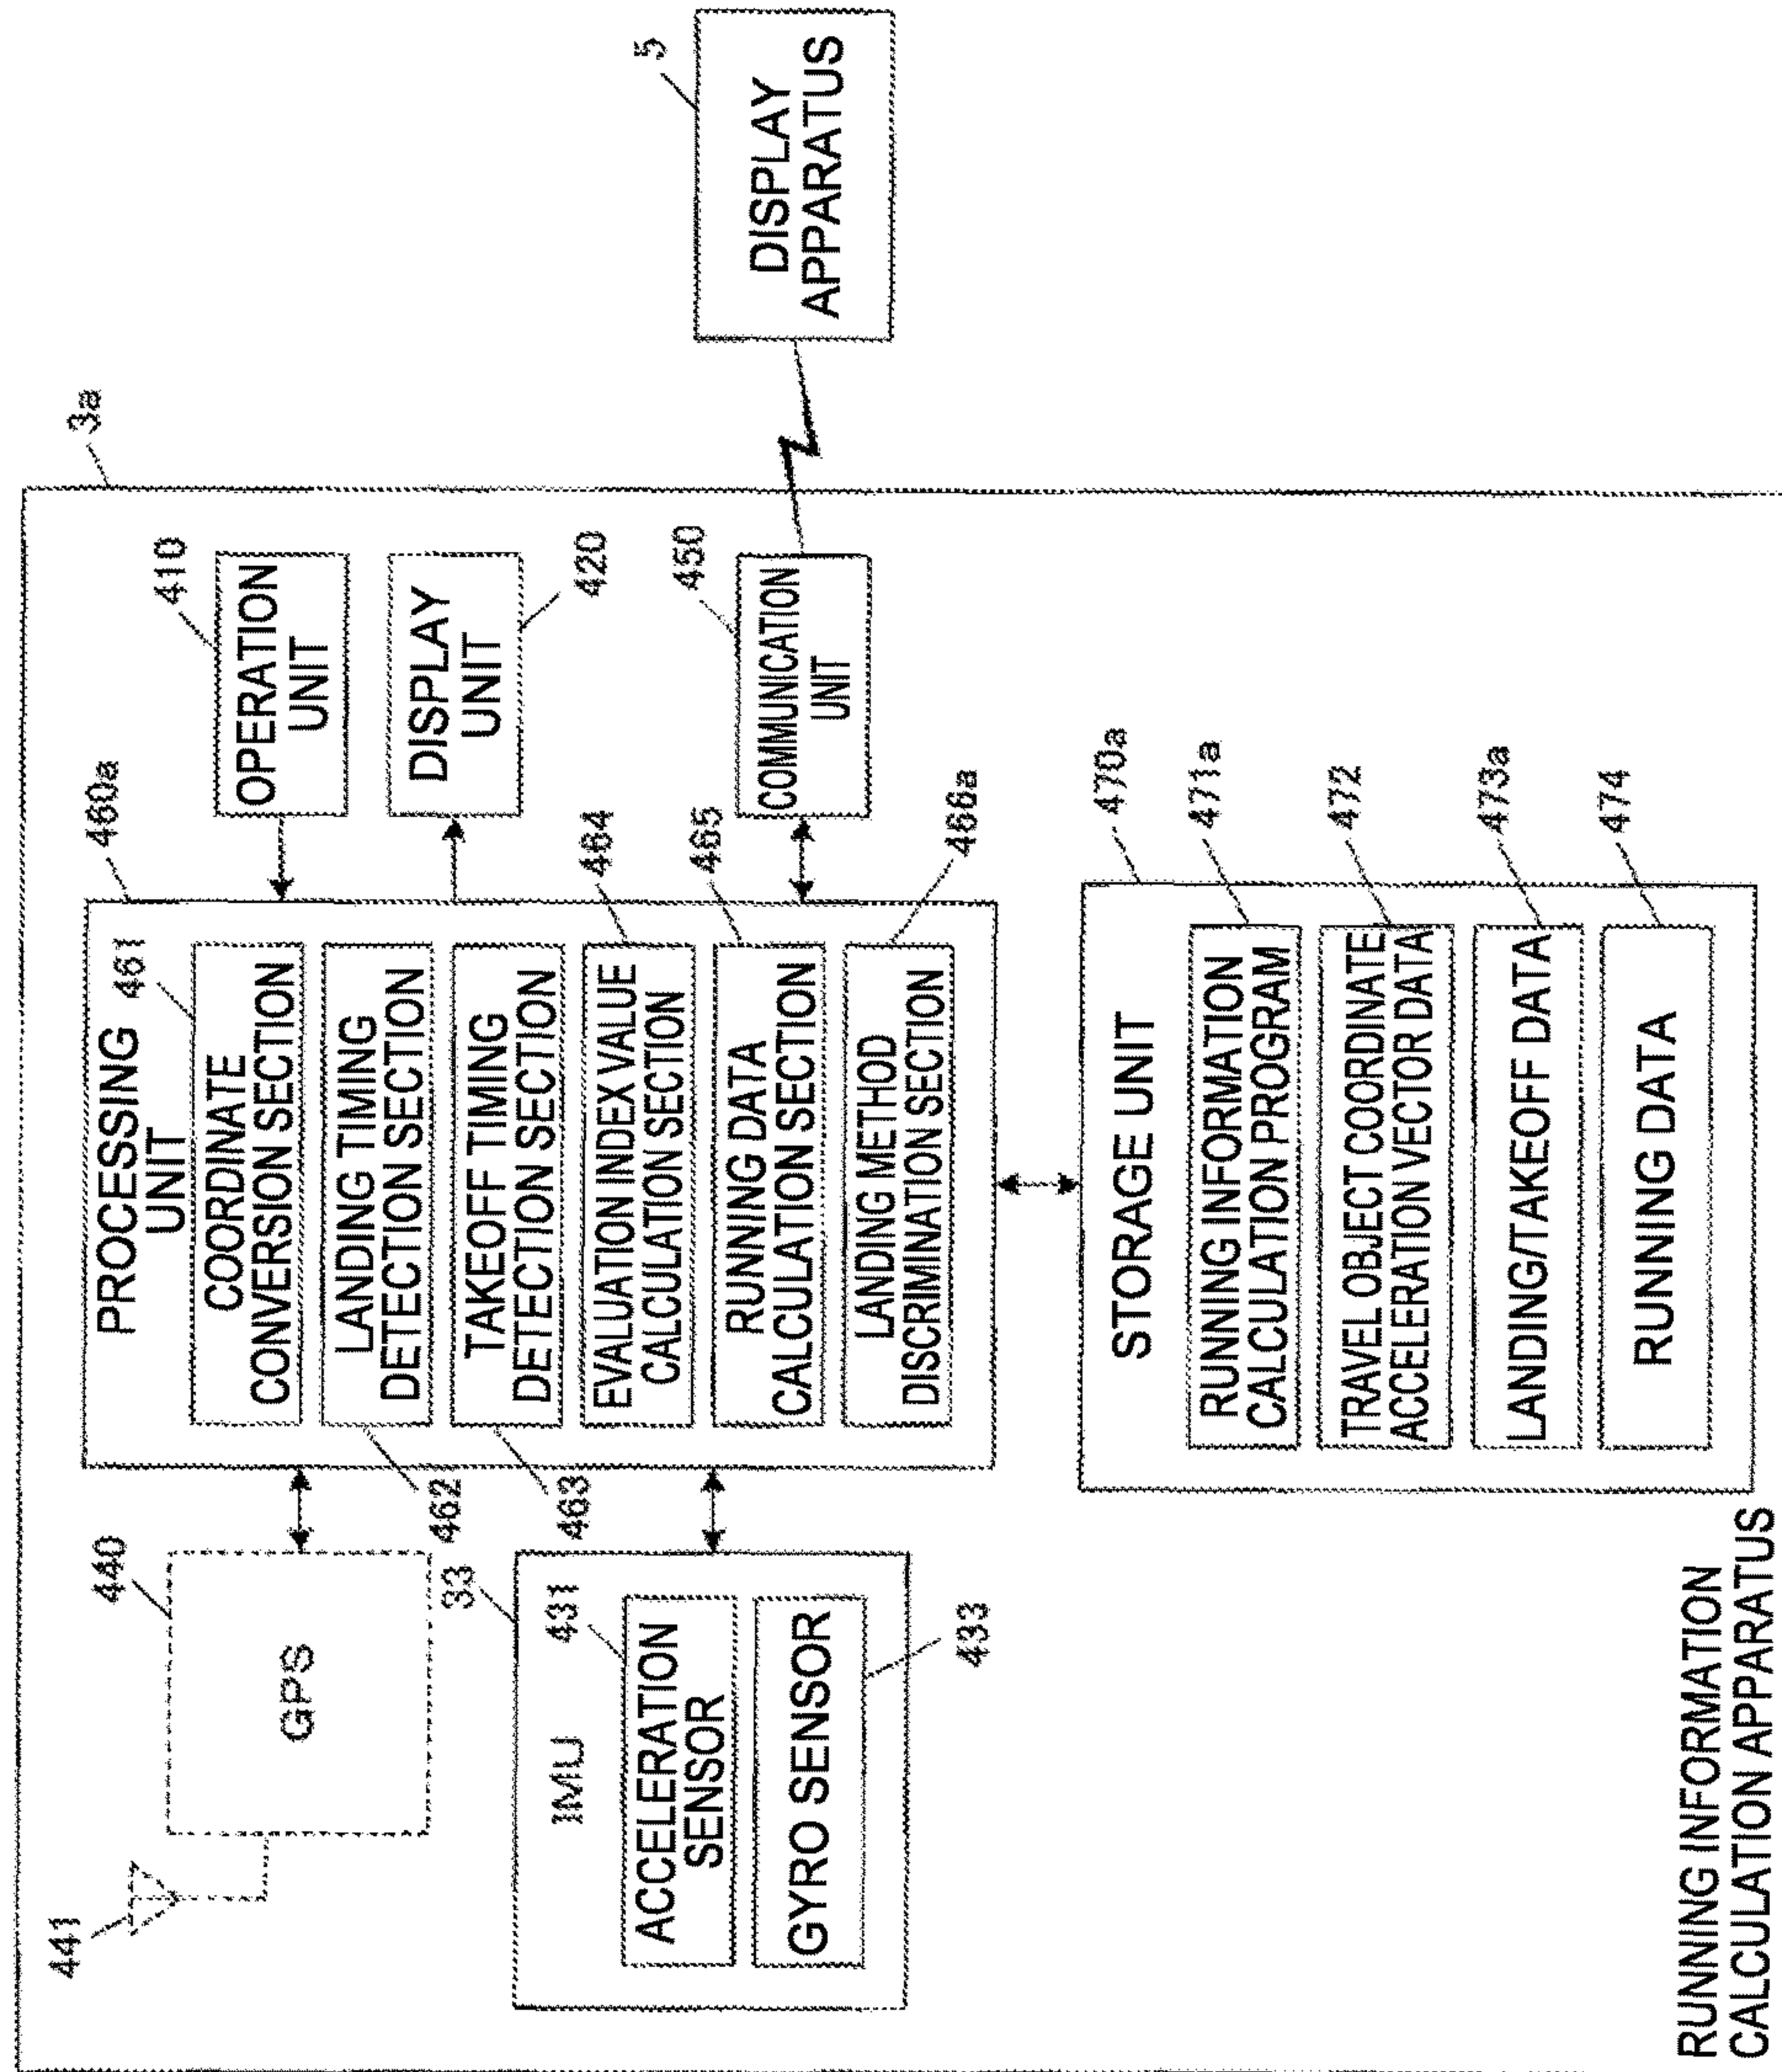 3a
441
440
GPS
33
IMU
431
ACCELERATION
SENSOR
GYRO SENSOR
433
460a
PROCESSING
UNIT
461
COORDINATE
CONVERSION SECTION
LANDING TIMING
DETECTION SECTION
462
TAKEOFF TIMING
DETECTION SECTION
463
464
EVALUATION INDEX VALUE
CALCULATION SECTION
465
RUNNING DATA
CALCULATION SECTION
466a
LANDING METHOD
DISCRIMINATION SECTION
410
OPERATION
UNIT
DISPLAY
UNIT
420
450
COMMUNICATION
UNIT
5
DISPLAY
APPARATUS
470a
STORAGE UNIT
471a
RUNNING INFORMATION
CALCULATION PROGRAM
472
TRAVEL OBJECT COORDINATE
ACCELERATION VECTOR DATA
473a
LANDING/TAKEOFF DATA
474
RUNNING DATA
RUNNING INFORMATION
CALCULATION APPARATUS